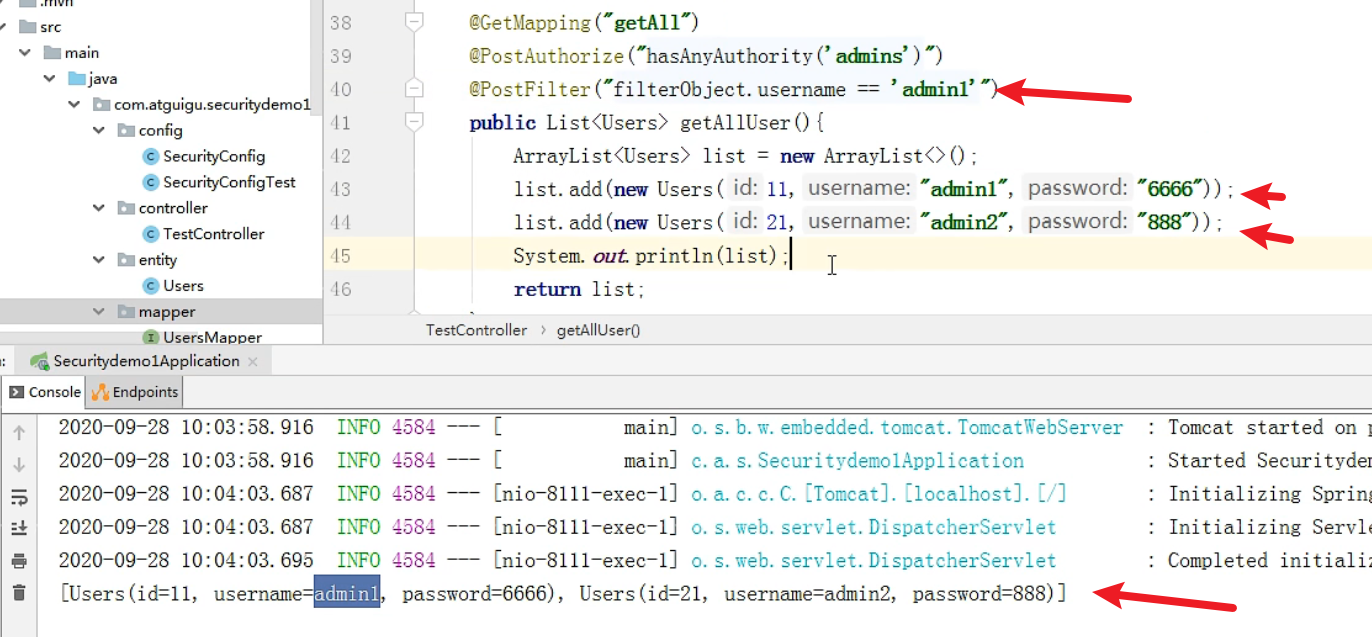 .mvn
src
main
java
com.atguigu.securitydemo1
config
SecurityConfig
SecurityConfigTest
controller
TestController
entity
Users
mapper
UsersMapper
38 @GetMapping("getAll")
39 @PostAuthorize("hasAnyAuthority('admins')")
40 @PostFilter("filterObject.username == 'admin1'")
41 public List<Users> getAllUser(){
42 ArrayList<Users> list = new ArrayList<>();
43 list.add(new Users( id: 11, username: "admin1", password: "6666"));
44 list.add(new Users( id: 21, username: "admin2", password: "888"));
45 System.out.println(list);
46 return list;
TestController > getAllUser()
Securitydemo1Application
Console Endpoints
2020-09-28 10:03:58.916 INFO 4584 --- [ main] o.s.b.w.embedded.tomcat.TomcatWebServer : Tomcat started on
2020-09-28 10:03:58.916 INFO 4584 --- [ main] c.a.s.Securitydemo1Application : Started Securitydem
2020-09-28 10:04:03.687 INFO 4584 --- [nio-8111-exec-1] o.a.c.c.C.[Tomcat].[localhost].[/] : Initializing Spring
2020-09-28 10:04:03.687 INFO 4584 --- [nio-8111-exec-1] o.s.web.servlet.DispatcherServlet : Initializing Servle
2020-09-28 10:04:03.695 INFO 4584 --- [nio-8111-exec-1] o.s.web.servlet.DispatcherServlet : Completed initializ
[Users(id=11, username=admin1, password=6666), Users(id=21, username=admin2, password=888)]